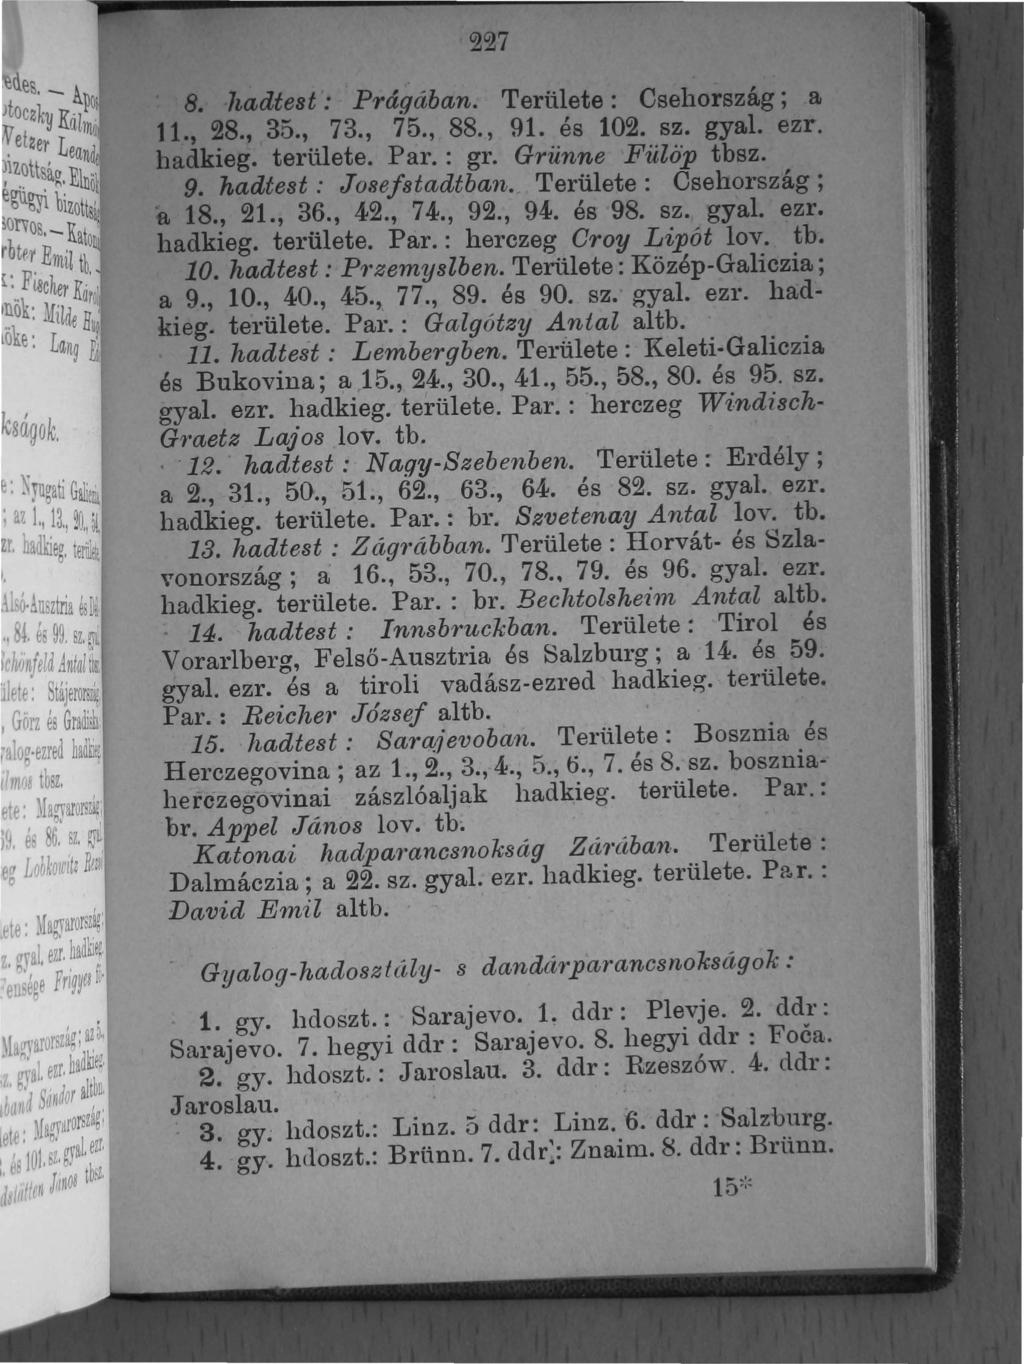 227
8. hadtest: Prágában. Területe: Csehország; a
11., 28., 35., 73., 75., 88., 91. és 102. sz. gyal. ezr.
hadkieg. területe. Par.: gr. Grünne Fülöp tbsz.
9. hadtest: Josefstadtban. Területe: Csehország;
a 18., 21., 36., 42., 74., 92., 94. és 98. sz. gyal. ezr.
hadkieg. területe. Par.: herczeg Croy Lipót lov. tb.
10. hadtest: Przemyslben. Területe: Közép-Galiczia;
a 9., 10., 40., 45., 77., 89. és 90. sz. gyal. ezr. had-
kieg. területe. Par.: Galgótzy Antal altb.
11. hadtest: Lembergben. Területe: Keleti-Galiczia
és Bukovina; a 15., 24., 30., 41., 55., 58., 80. és 95. sz.
gyal. ezr. hadkieg. területe. Par.: herczeg Windisch-
Graetz Lajos lov. tb.
12. hadtest: Nagy-Szebenben. Területe: Erdély;
a 2., 31., 50., 51., 62., 63., 64. és 82. sz. gyal. ezr.
hadkieg. területe. Par.: br. Szvetenay Antal lov. tb.
13. hadtest: Zágrábban. Területe: Horvát- és Szla-
vonország; a 16., 53., 70., 78., 79. és 96. gyal. ezr.
hadkieg. területe. Par.: br. Bechtolsheim Antal altb.
14. hadtest: Innsbruckban. Területe: Tirol és
Vorarlberg, Felső-Ausztria és Salzburg; a 14. és 59.
gyal. ezr. és a tiroli vadász-ezred hadkieg. területe.
Par.: Reicher József altb.
15. hadtest: Sarajevoban. Területe: Bosznia és
Herczegovina; az 1., 2., 3., 4., 5., 6., 7. és 8. sz. bosznia-
herczegovinai zászlóaljak hadkieg. területe. Par.:
br. Appel János lov. tb.
Katonai hadparancsnokság Zárában. Területe:
Dalmáczia; a 22. sz. gyal. ezr. hadkieg. területe. Par.:
David Emil altb.
Gyalog-hadosztály- s dandárparancsnokságok:
1. gy. hdoszt.: Sarajevo. 1. ddr: Plevje. 2. ddr:
Sarajevo. 7. hegyi ddr: Sarajevo. 8. hegyi ddr: Foča.
2. gy. hdoszt.: Jaroslau. 3. ddr: Rzeszów. 4. ddr:
Jaroslau.
3. gy. hdoszt.: Linz. 5 ddr: Linz. 6. ddr: Salzburg.
4. gy. hdoszt.: Brünn. 7. ddr: Znaim. 8. ddr: Brünn.
15*